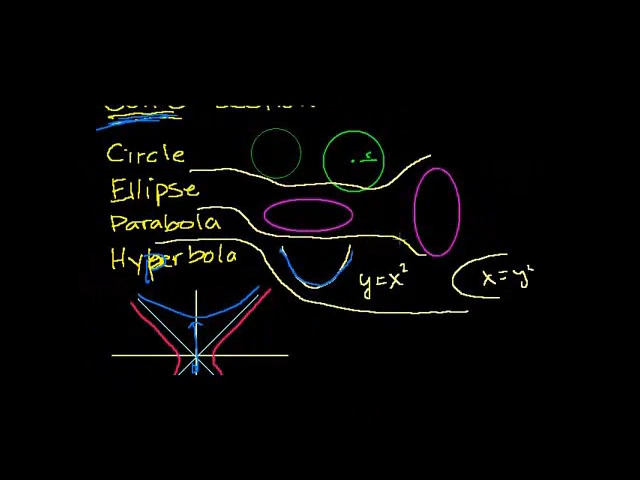 Circle
Ellipse
Parabola
Hyperbola
r
y=x²
x=y²